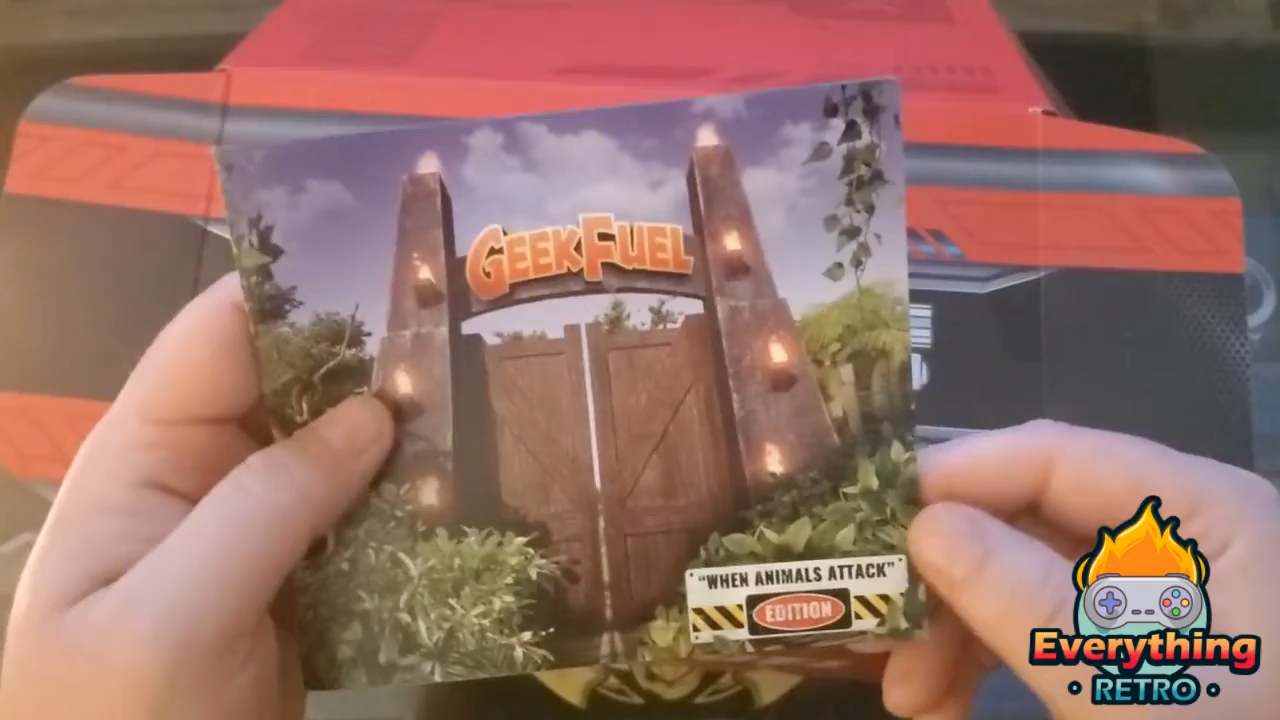 GEEKFUEL
"WHEN ANIMALS ATTACK"
EDITION
Everything
RETRO